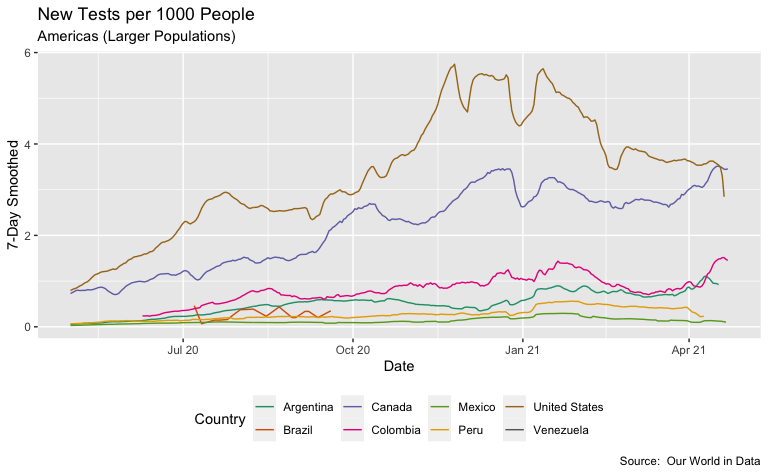 New Tests per 1000 People
Americas (Larger Populations)
6
4
2
0
7-Day Smoothed
Jul 20 Oct 20 Jan 21 Apr 21
Date
Country
Argentina Canada Mexico United States
Brazil Colombia Peru Venezuela
Source:  Our World in Data